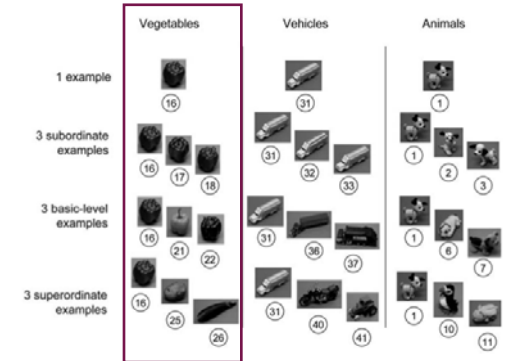 Vegetables Vehicles Animals
1 example
16 31 1
3 subordinate
examples
16 17 18 31 32 33 1 2 3
3 basic-level
examples
16 21 22 31 36 37 1 6 7
3 superordinate
examples
16 25 26 31 40 41 1 10 11